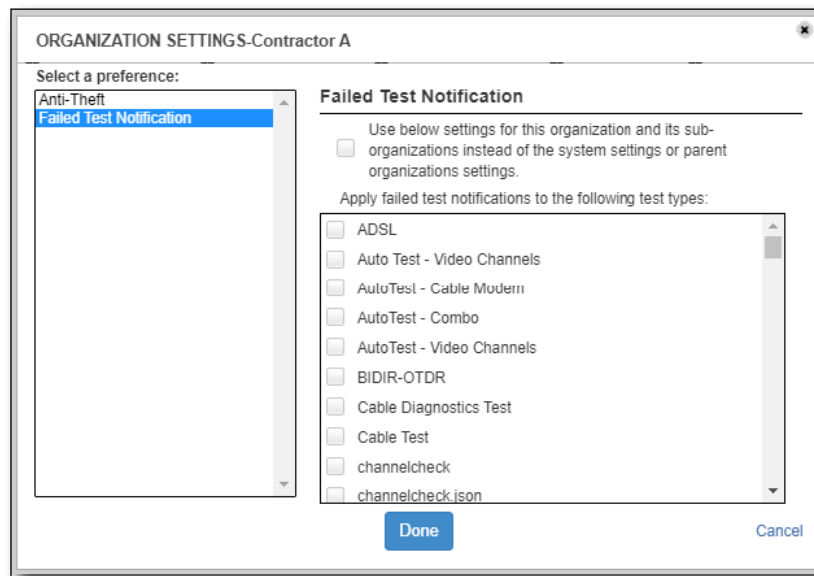 ORGANIZATION SETTINGS-Contractor A
Select a preference:
Anti-Theft
Failed Test Notification
Failed Test Notification
Use below settings for this organization and its sub-
organizations instead of the system settings or parent
organizations settings.
Apply failed test notifications to the following test types:
ADSL
Auto Test - Video Channels
AutoTest - Cable Modem
AutoTest - Combo
AutoTest - Video Channels
BIDIR-OTDR
Cable Diagnostics Test
Cable Test
channelcheck
channelcheck.json
Done
Cancel